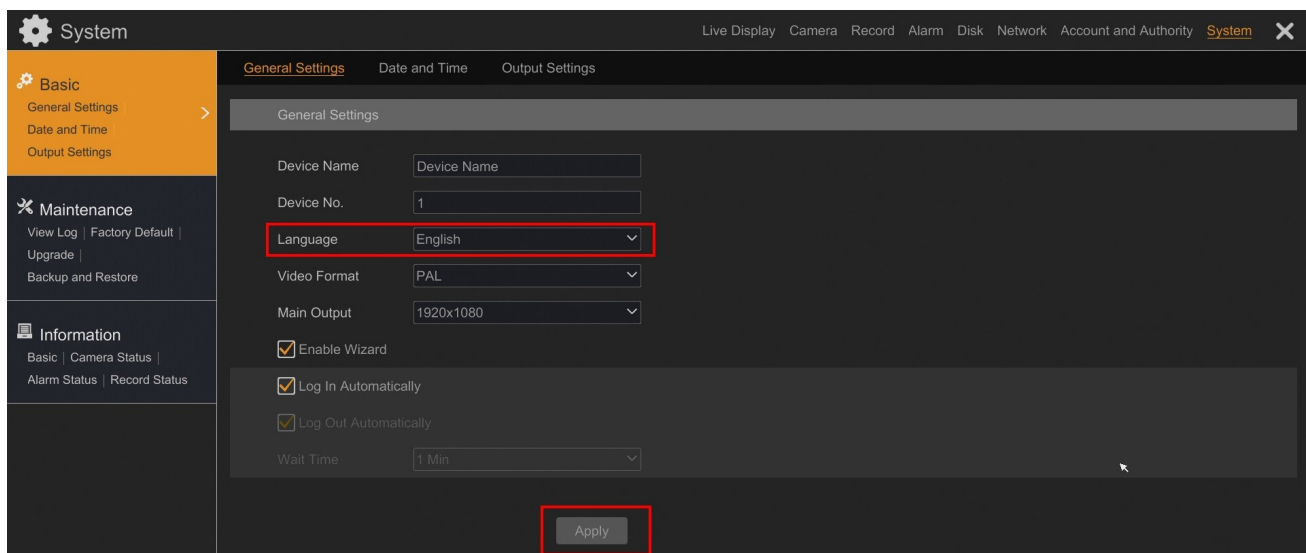 System
Live Display Camera Record Alarm Disk Network Account and Authority System
Basic
General Settings |
Date and Time |
Output Settings
Maintenance
View Log | Factory Default |
Upgrade |
Backup and Restore
Information
Basic | Camera Status |
Alarm Status | Record Status
General Settings Date and Time Output Settings
General Settings
Device Name Device Name
Device No. 1
Language English
Video Format PAL
Main Output 1920x1080
Enable Wizard
Log In Automatically
Log Out Automatically
Wait Time 1 Min
Apply